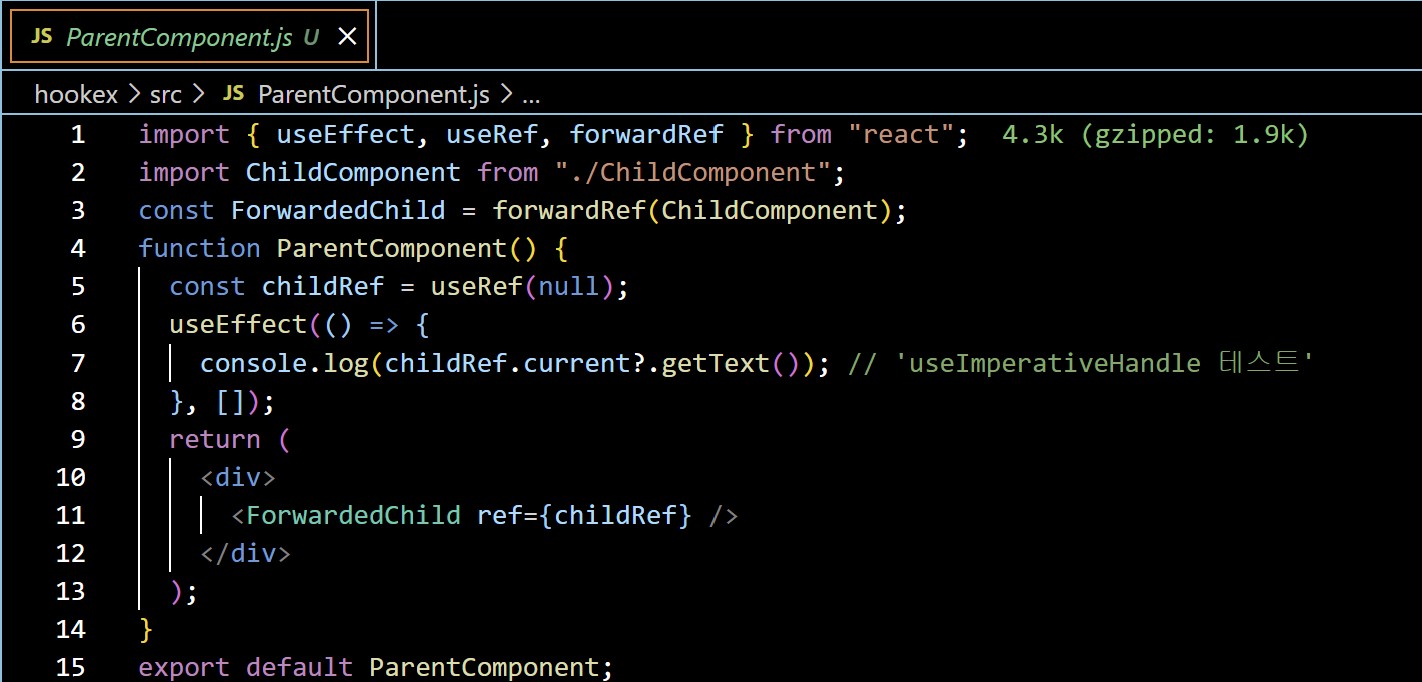 JS ParentComponent.js U ×
hookex > src > JS ParentComponent.js > ...
1 import { useEffect, useRef, forwardRef } from "react"; 4.3k (gzipped: 1.9k)
2 import ChildComponent from "./ChildComponent";
3 const ForwardedChild = forwardRef(ChildComponent);
4 function ParentComponent() {
5   const childRef = useRef(null);
6   useEffect(() => {
7     console.log(childRef.current?.getText()); // 'useImperativeHandle 테스트'
8   }, []);
9   return (
10     <div>
11       <ForwardedChild ref={childRef} />
12     </div>
13   );
14 }
15 export default ParentComponent;